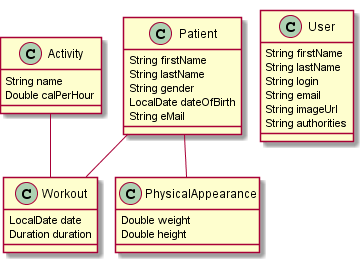 C Activity
String name
Double calPerHour
C Patient
String firstName
String lastName
String gender
LocalDate dateOfBirth
String eMail
C User
String firstName
String lastName
String login
String email
String imageUrl
String authorities
C Workout
LocalDate date
Duration duration
C PhysicalAppearance
Double weight
Double height